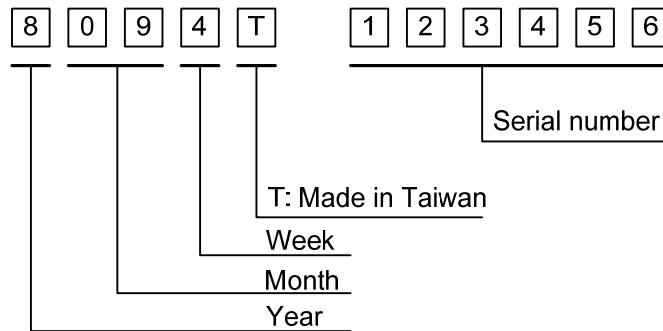 8 0 9 4 T 1 2 3 4 5 6
Serial number
T: Made in Taiwan
Week
Month
Year